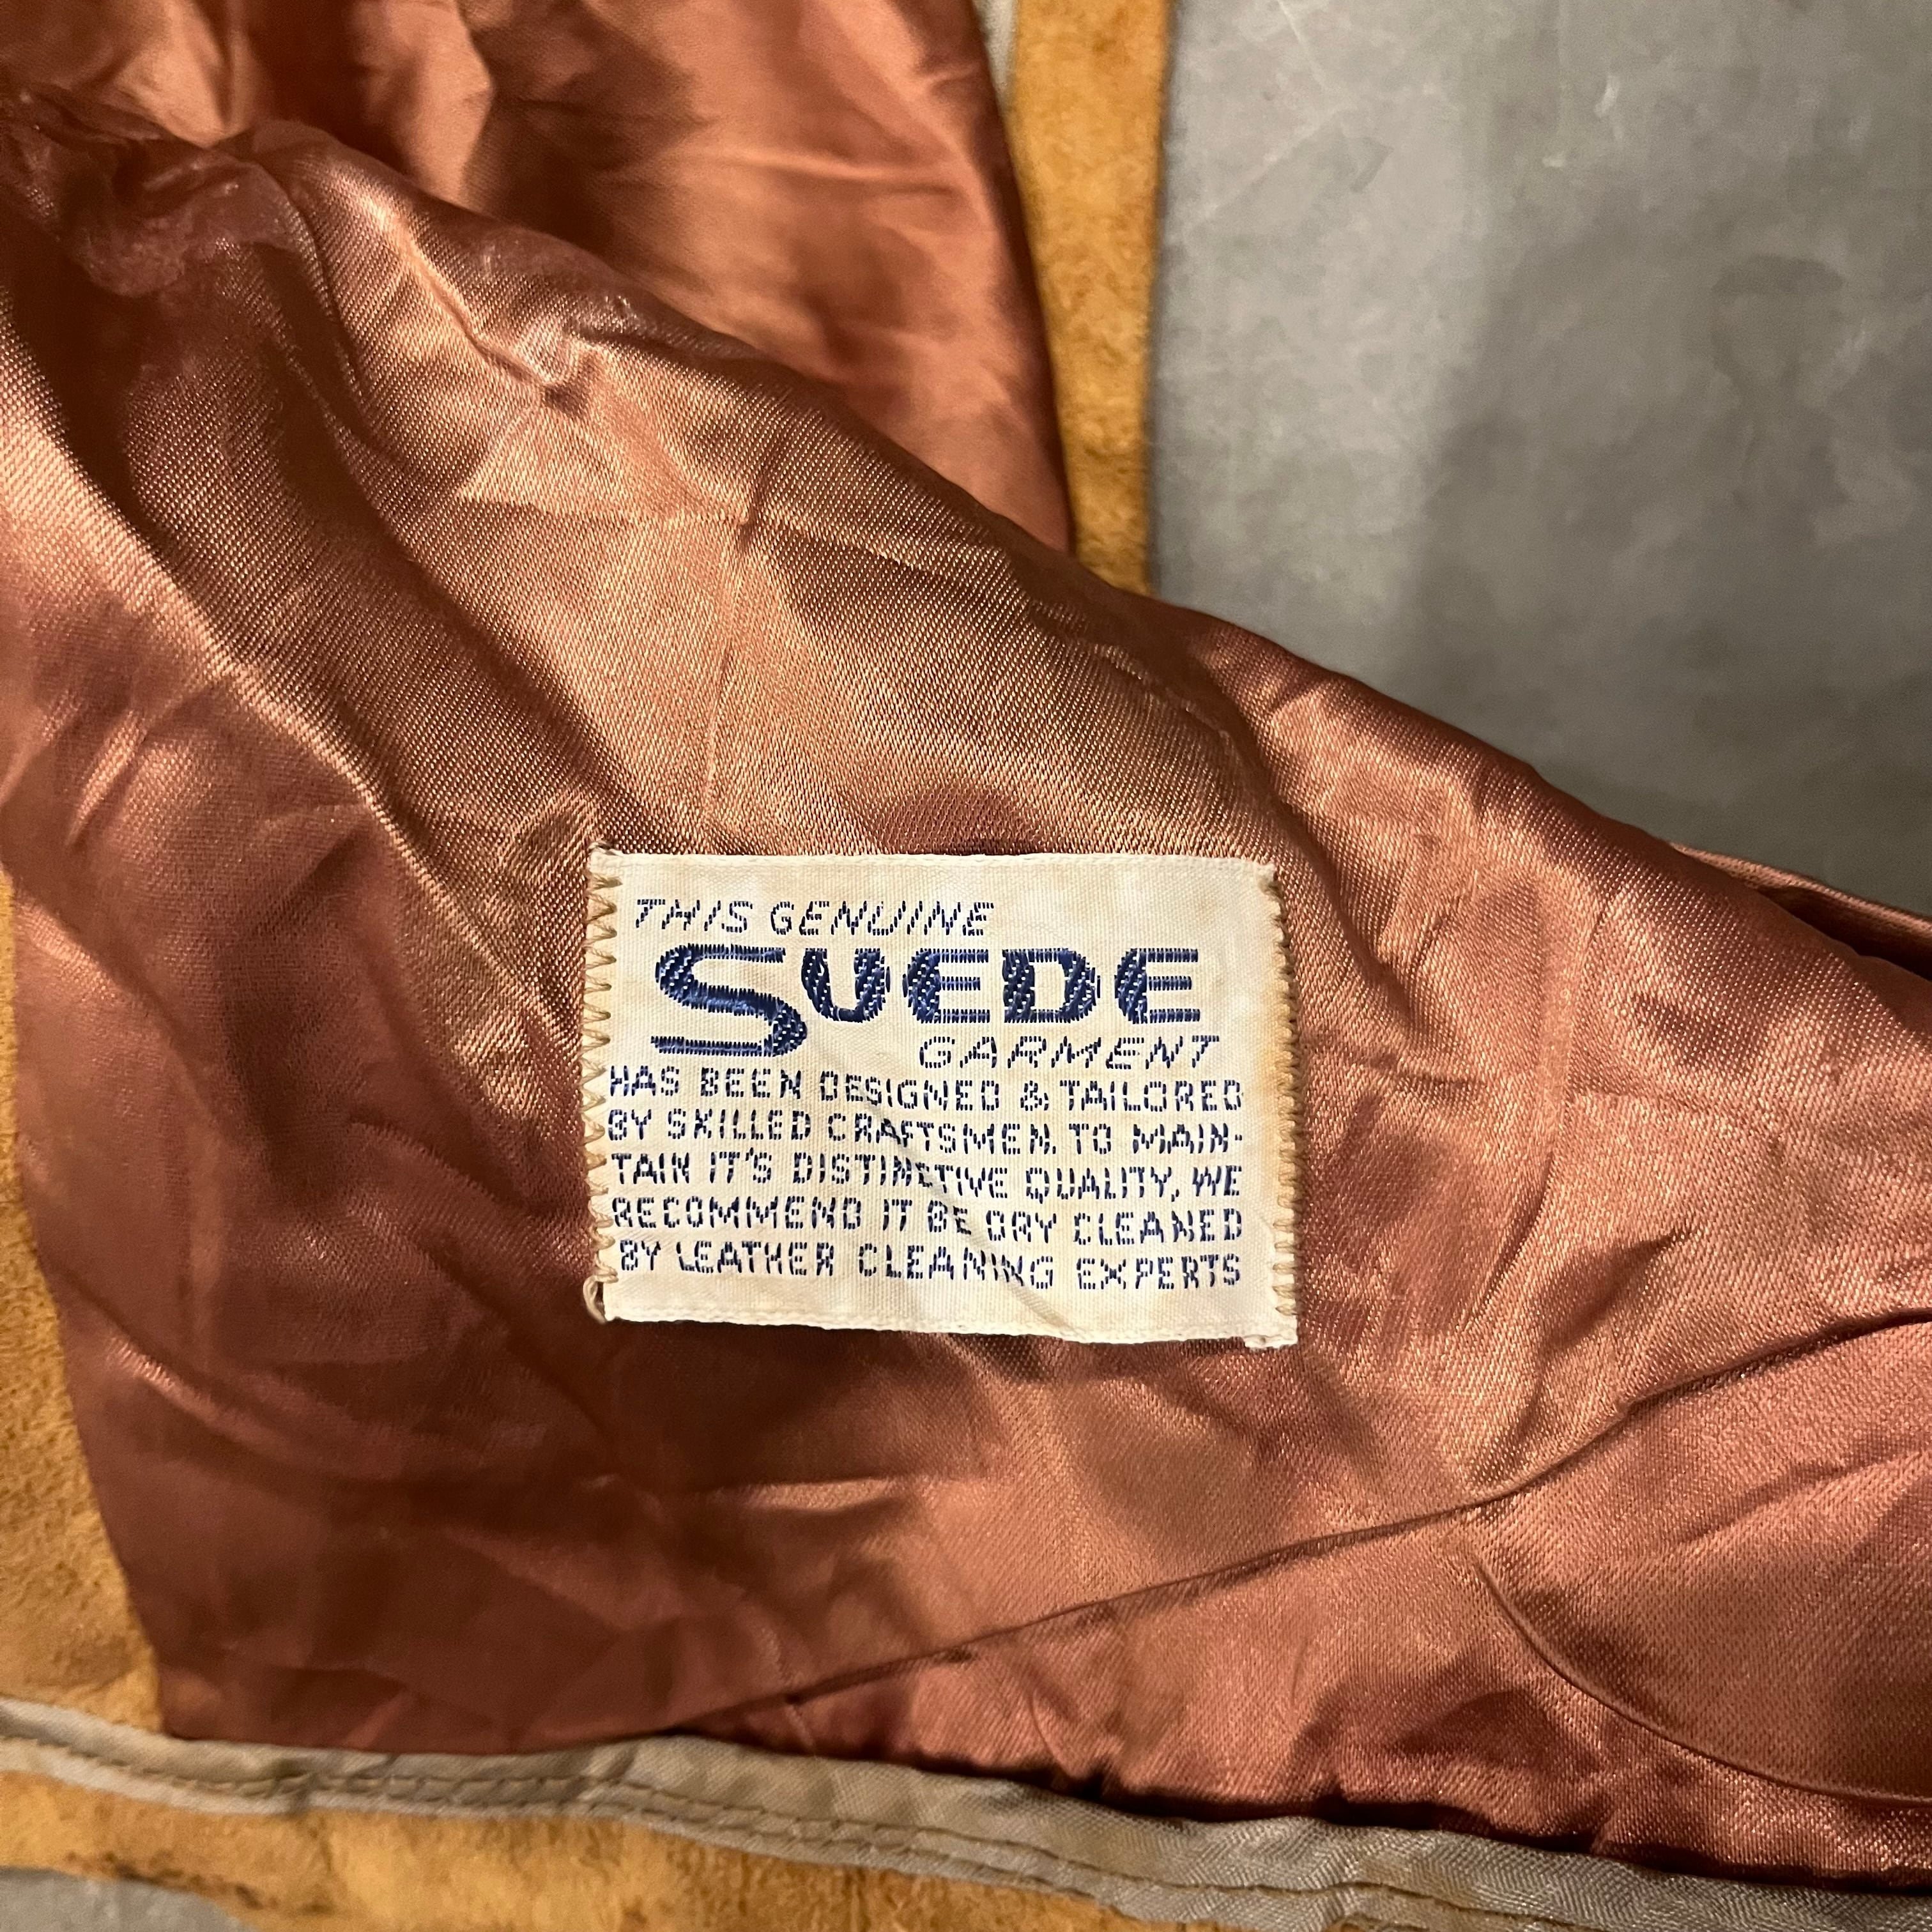 THIS GENUINE
SUEDE
GARMENT
HAS BEEN DESIGNED & TAILORED
BY SKILLED CRAFTSMEN. TO MAIN-
TAIN IT'S DISTINCTIVE QUALITY, WE
RECOMMEND IT BE DRY CLEANED
BY LEATHER CLEANING EXPERTS